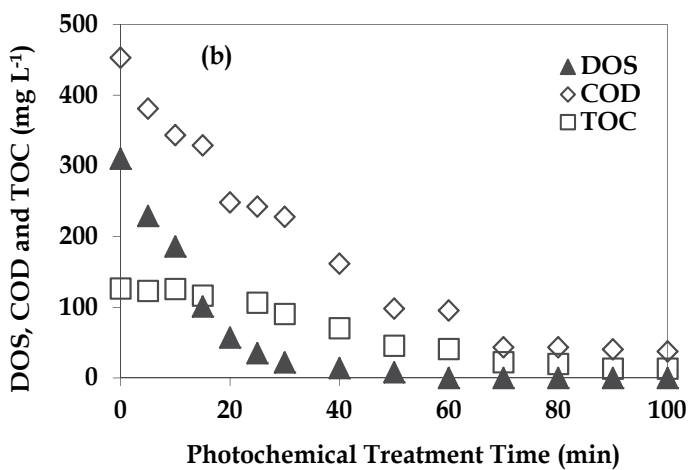 500
400
300
200
100
0
DOS, COD and TOC (mg L-1)
(b)
DOS
COD
TOC
0 20 40 60 80 100
Photochemical Treatment Time (min)